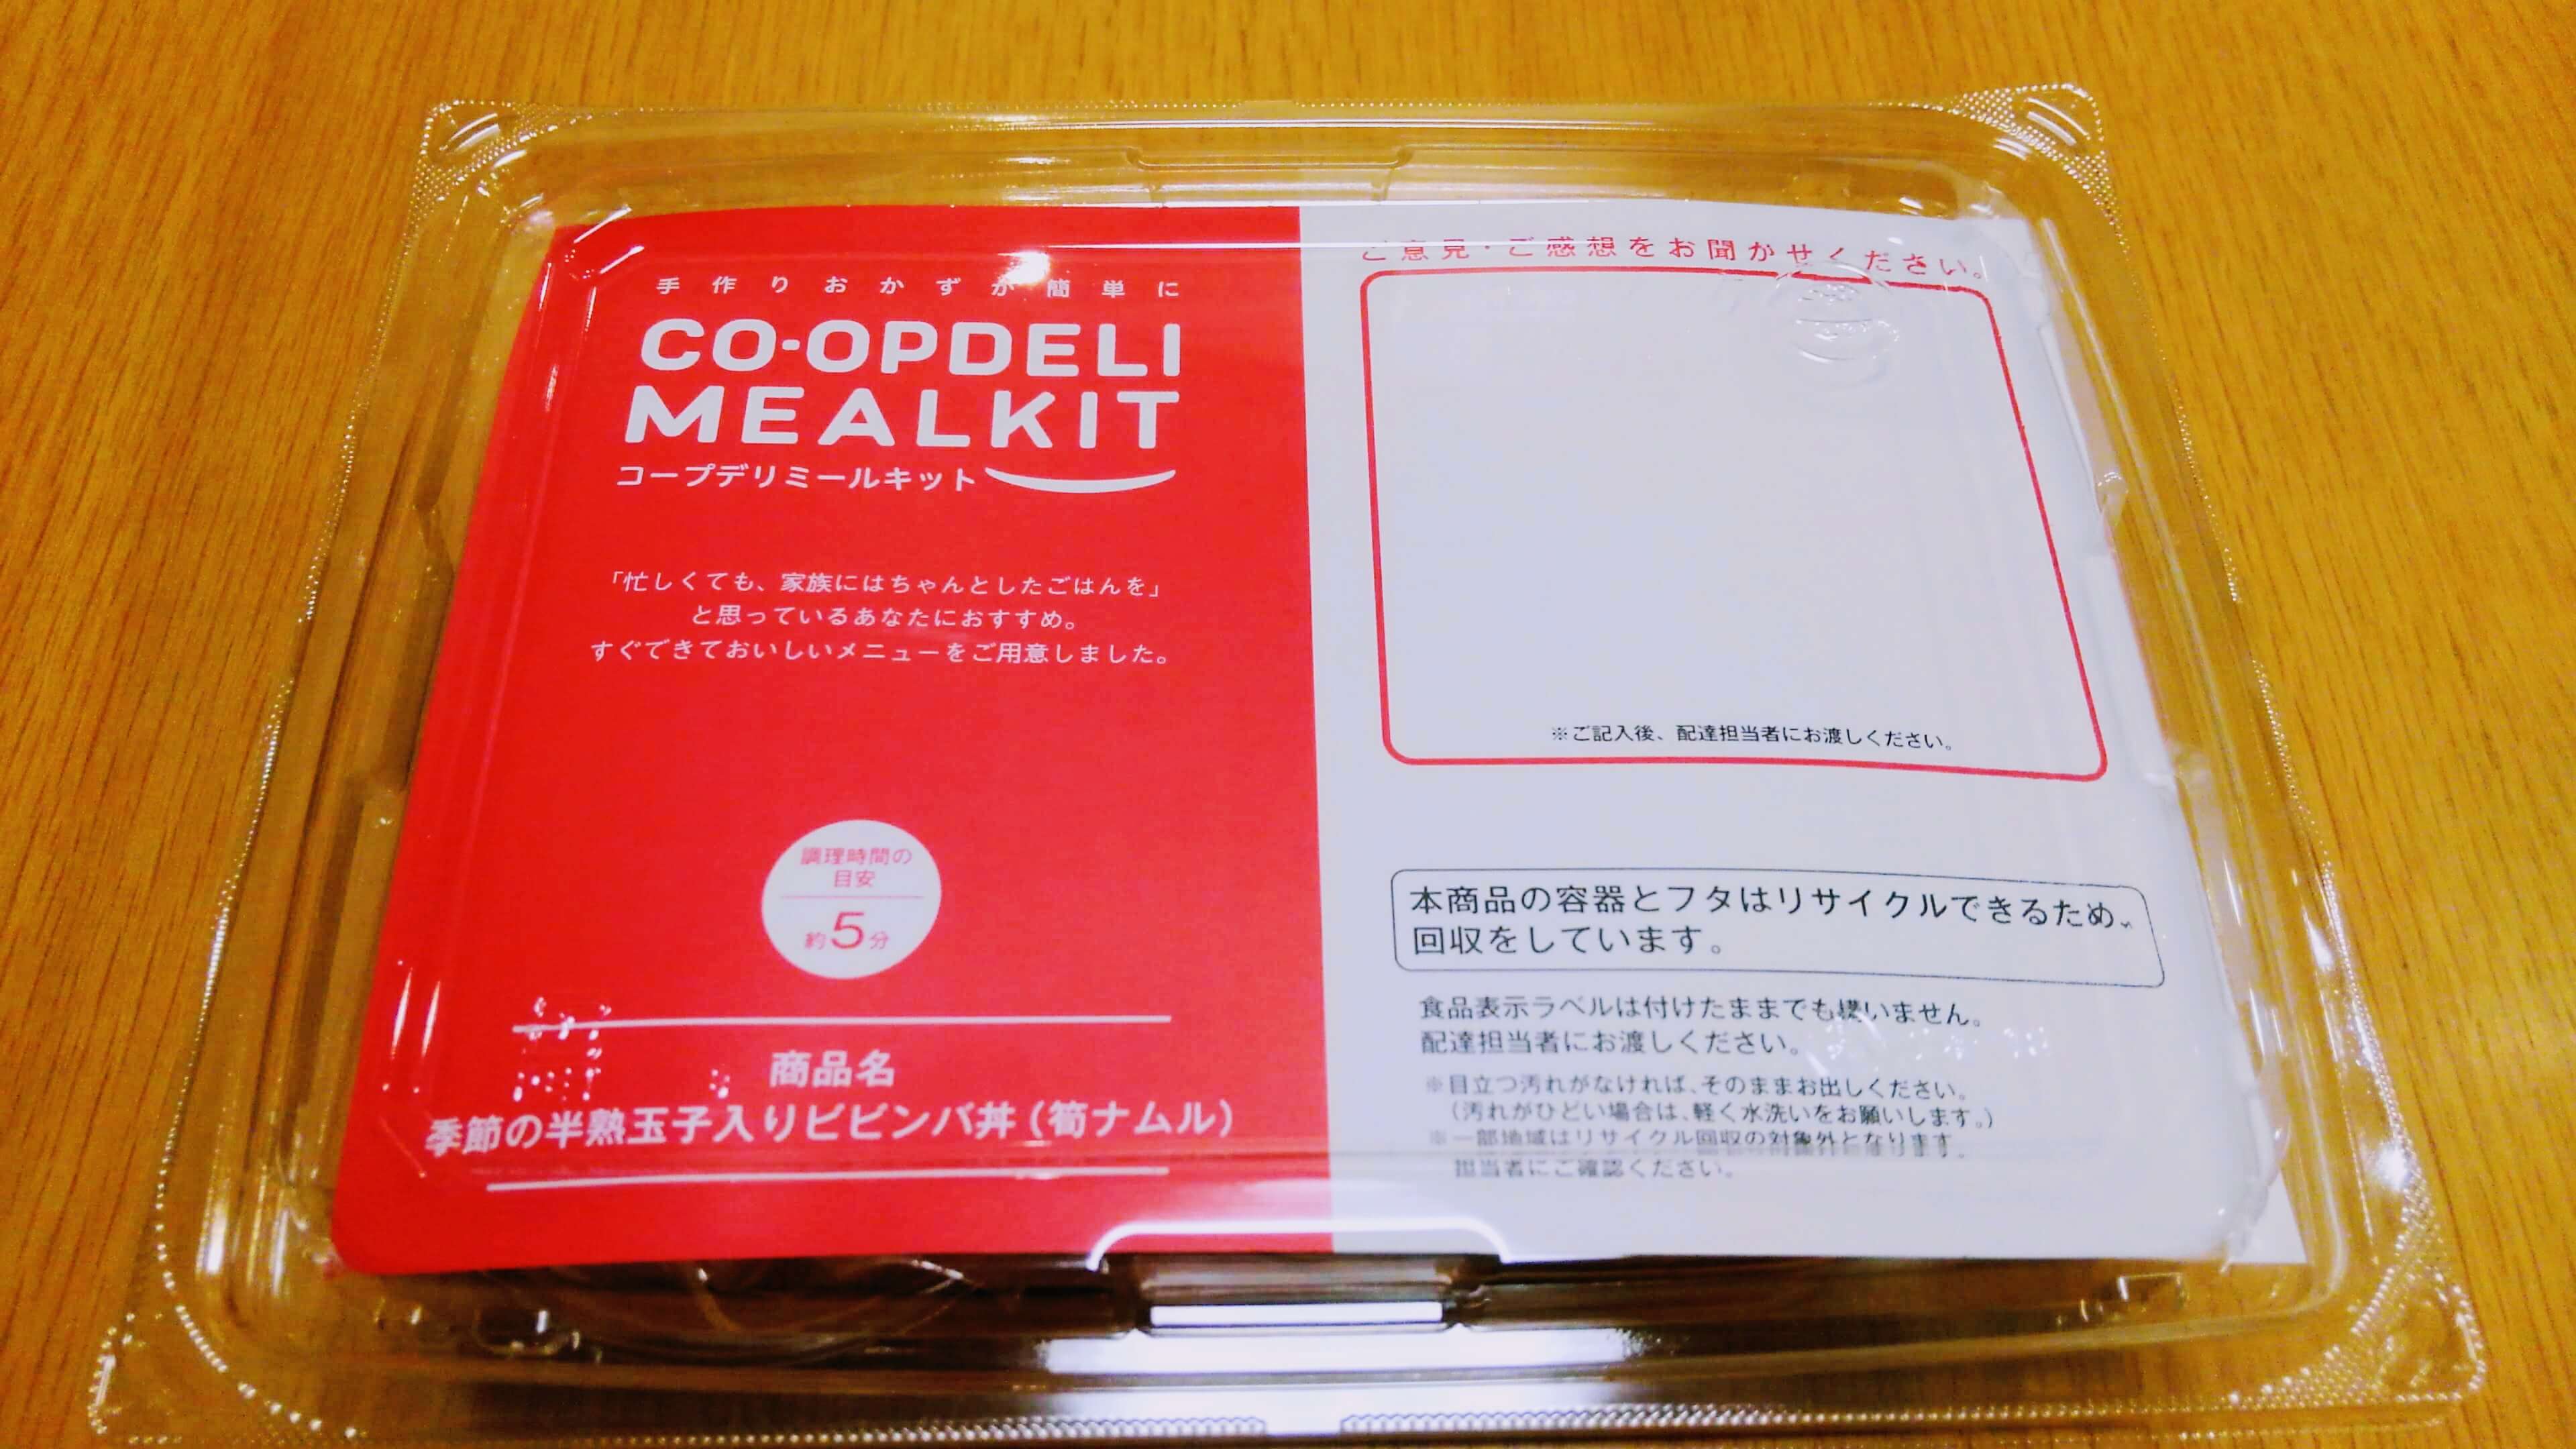 手作りおかずが簡単に
CO・OPDELI
MEALKIT
コープデリミールキット
「忙しくても、家族にはちゃんとしたごはんを」
と思っているあなたにおすすめ。
すぐできておいしいメニューをご用意しました。
調理時間の
目安
約5分
商品名
季節の半熟玉子入りビビンバ丼(筍ナムル)
ご意見・ご感想をお聞かせください。
※ご記入後、配達担当者にお渡しください。
本商品の容器とフタはリサイクルできるため、
回収をしています。
食品表示ラベルは付けたままでも構いません。
配達担当者にお渡しください。
※目立つ汚れがなければ、そのままお出しください。
(汚れがひどい場合は、軽く水洗いをお願いします。)
※一部地域はリサイクル回収の対象外となります。
担当者にご確認ください。